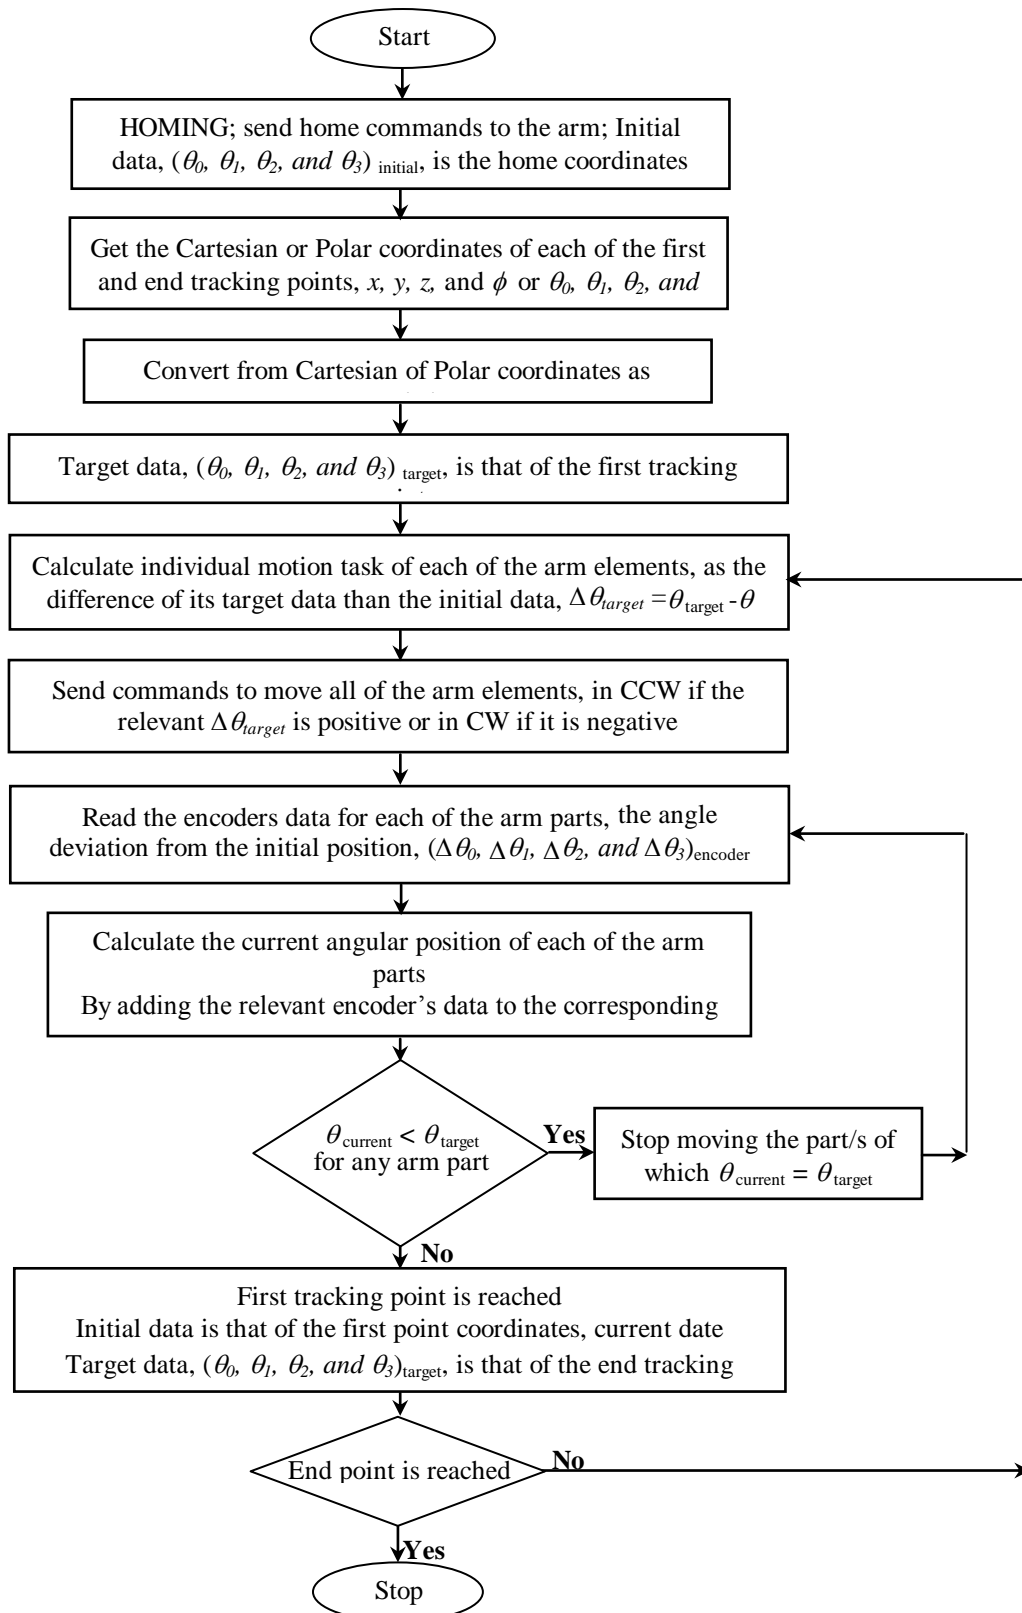 Start
HOMING; send home commands to the arm; Initial
data, (θ0, θ1, θ2, and θ3) initial, is the home coordinates
Get the Cartesian or Polar coordinates of each of the first
and end tracking points, x, y, z, and ϕ or θ0, θ1, θ2, and
Convert from Cartesian of Polar coordinates as
Target data, (θ0, θ1, θ2, and θ3) target, is that of the first tracking
Calculate individual motion task of each of the arm elements, as the
difference of its target data than the initial data, Δθtarget =θtarget -θ
Send commands to move all of the arm elements, in CCW if the
relevant Δθtarget is positive or in CW if it is negative
Read the encoders data for each of the arm parts, the angle
deviation from the initial position, (Δθ0, Δθ1, Δθ2, and Δθ3)encoder
Calculate the current angular position of each of the arm
parts
By adding the relevant encoder's data to the corresponding
θcurrent < θtarget
for any arm part
Yes
Stop moving the part/s of
which θcurrent = θtarget
No
First tracking point is reached
Initial data is that of the first point coordinates, current date
Target data, (θ0, θ1, θ2, and θ3)target, is that of the end tracking
End point is reached
No
Yes
Stop